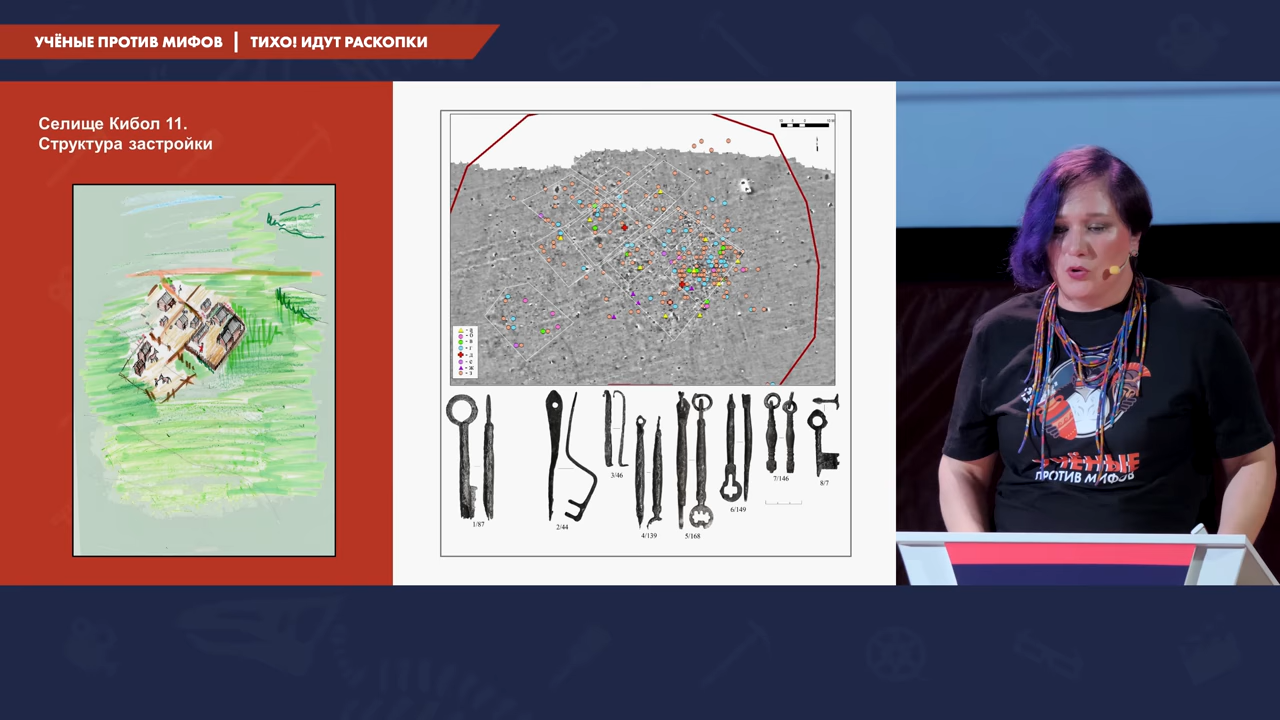 УЧЁНЫЕ ПРОТИВ МИФОВ | ТИХО! ИДУТ РАСКОПКИ
Селище Кибол 11.
Структура застройки
1/87
2/44
3/46
4/139
5/168
6/149
7/146
8/7
УЧЁНЫЕ
ПРОТИВ МИФОВ